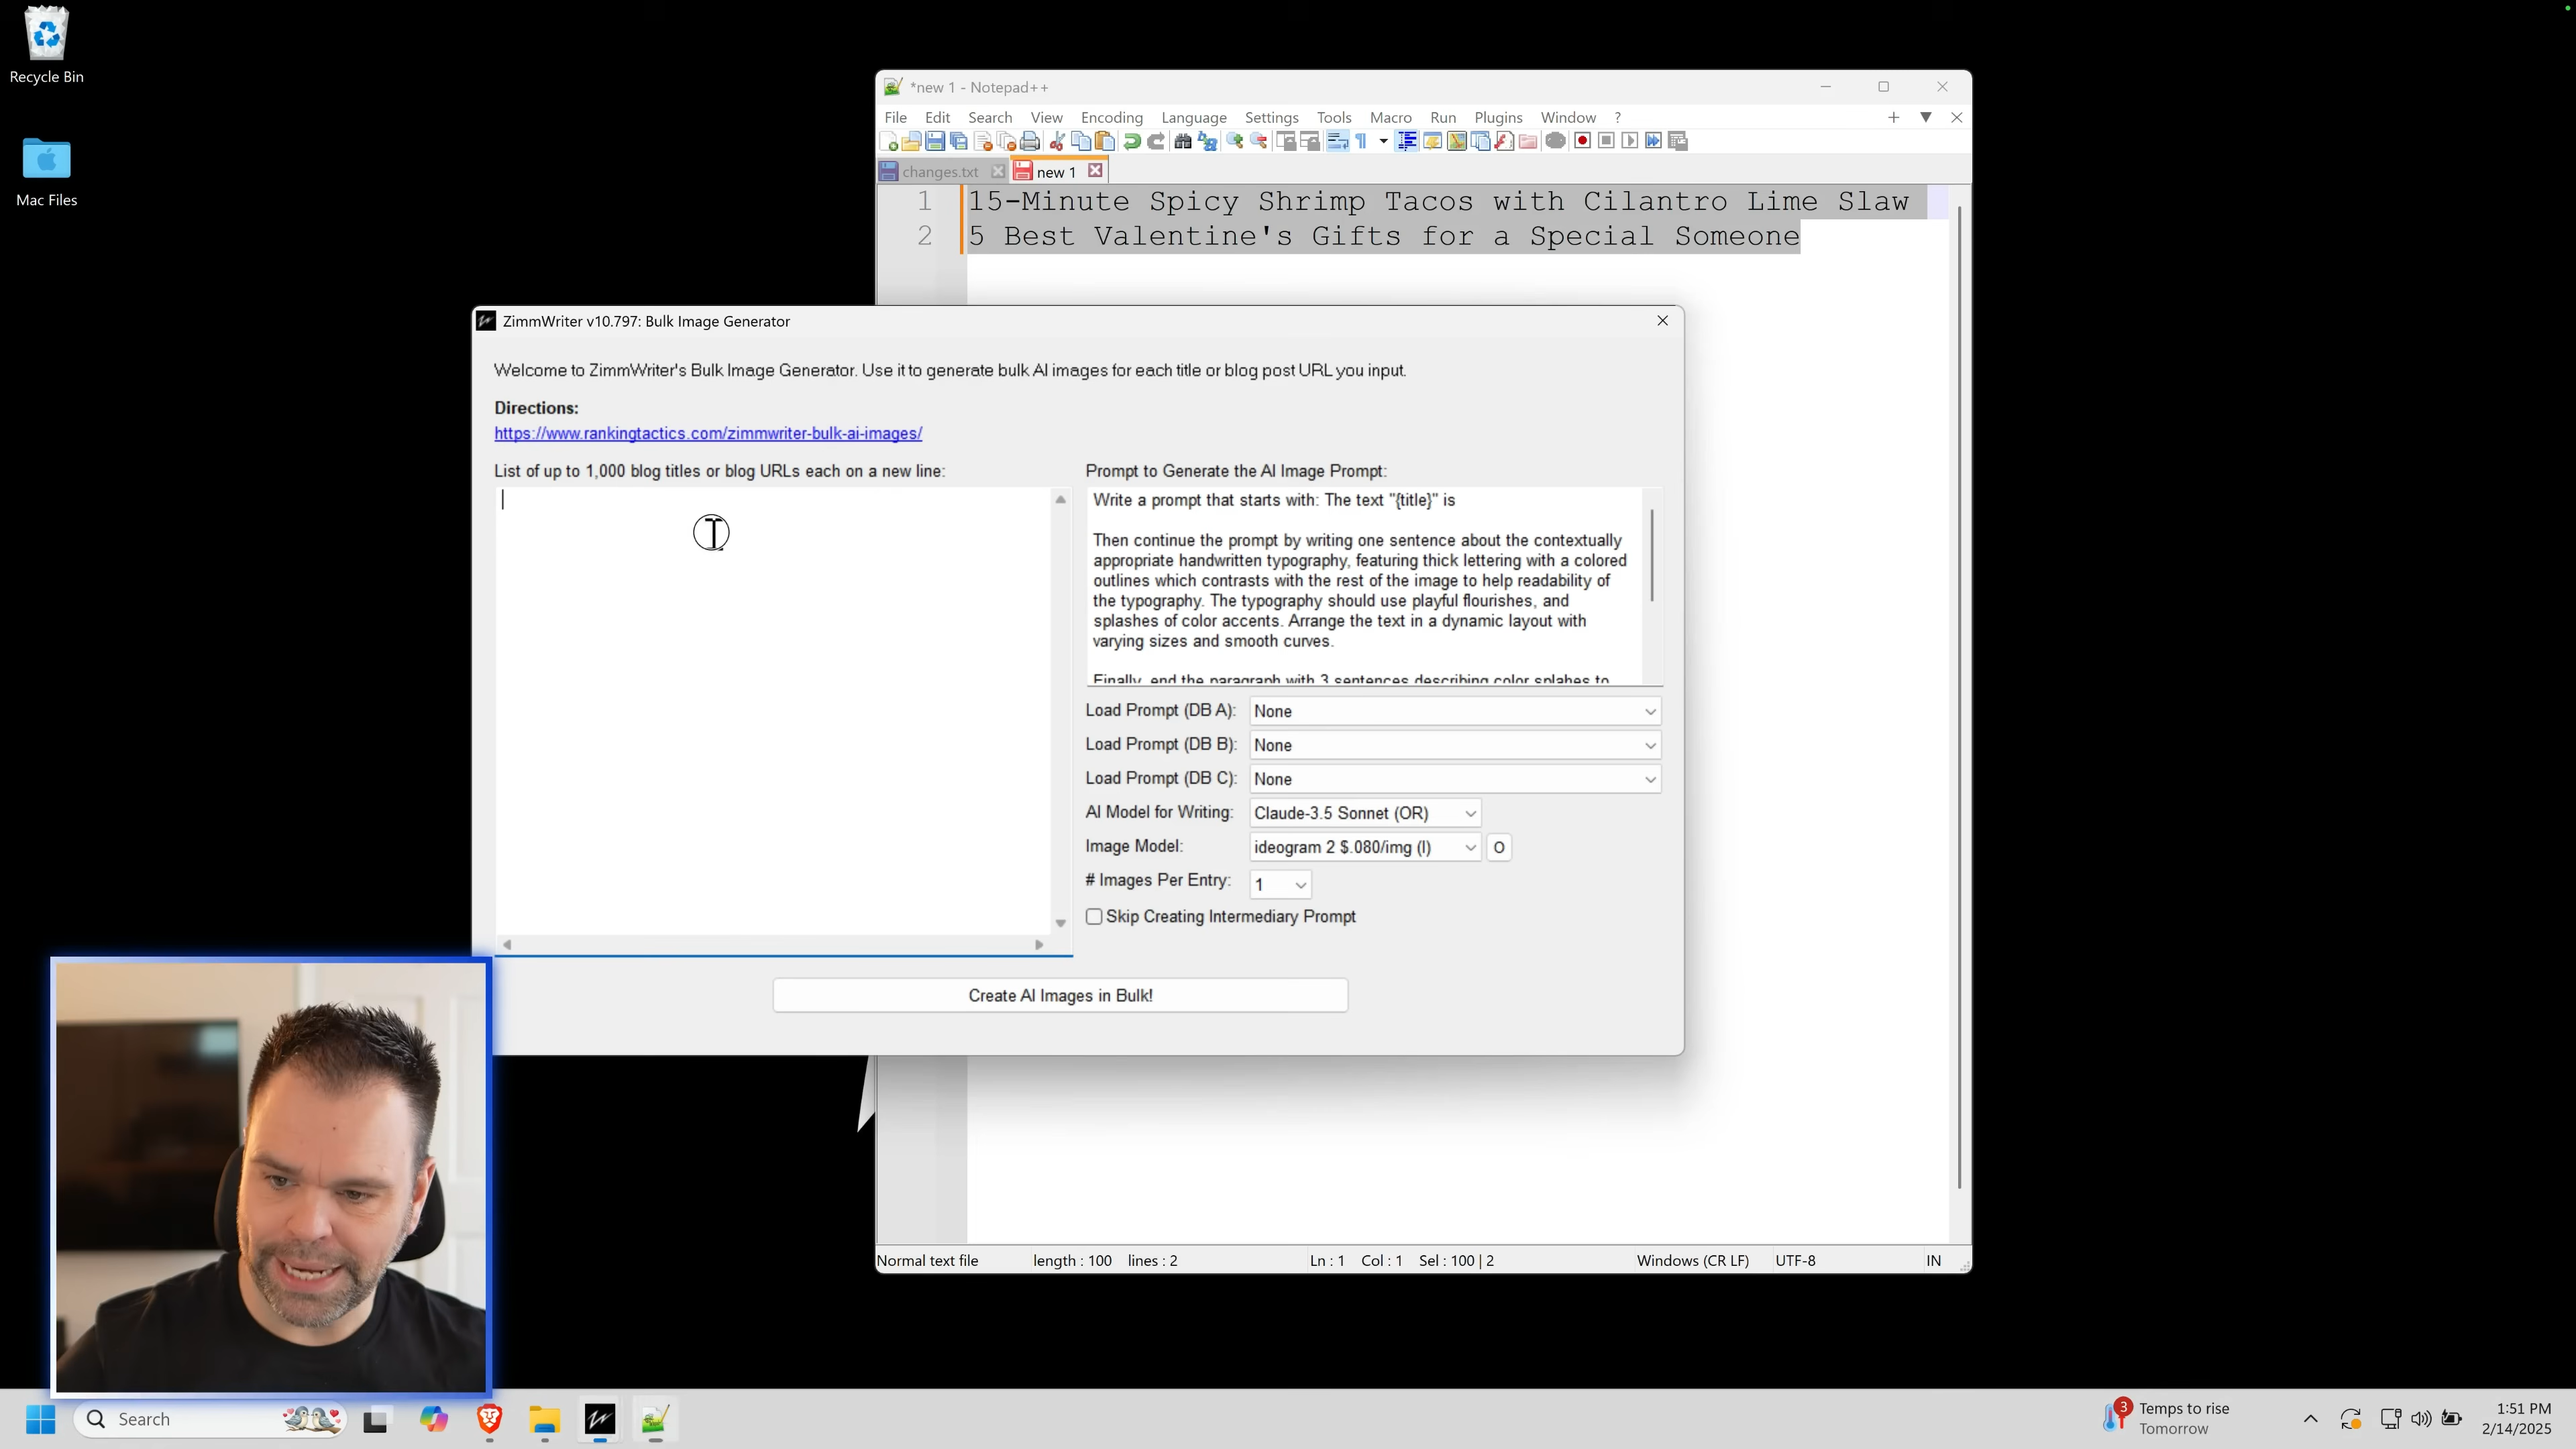 Recycle Bin
Mac Files
*new 1 - Notepad++
File Edit Search View Encoding Language Settings Tools Macro Run Plugins Window ?
changes.txt
new 1
1 15-Minute Spicy Shrimp Tacos with Cilantro Lime Slaw
2 5 Best Valentine's Gifts for a Special Someone
ZimmWriter v10.797: Bulk Image Generator
Welcome to ZimmWriter's Bulk Image Generator. Use it to generate bulk AI images for each title or blog post URL you input.
Directions:
https://www.rankingtactics.com/zimmwriter-bulk-ai-images/
List of up to 1,000 blog titles or blog URLs each on a new line:
Prompt to Generate the AI Image Prompt:
Write a prompt that starts with: The text "{title}" is
Then continue the prompt by writing one sentence about the contextually
appropriate handwritten typography, featuring thick lettering with a colored
outlines which contrasts with the rest of the image to help readability of
the typography. The typography should use playful flourishes, and
splashes of color accents. Arrange the text in a dynamic layout with
varying sizes and smooth curves.
Finally, end the paragraph with 3 sentences describing color splahes to
Load Prompt (DB A): None
Load Prompt (DB B): None
Load Prompt (DB C): None
AI Model for Writing: Claude-3.5 Sonnet (OR)
Image Model: ideogram 2 $.080/img (I) O
# Images Per Entry: 1
Skip Creating Intermediary Prompt
Create AI Images in Bulk!
Normal text file length : 100 lines : 2 Ln : 1 Col : 1 Sel : 100 | 2 Windows (CR LF) UTF-8 IN
Search
3
Temps to rise
Tomorrow
1:51 PM
2/14/2025